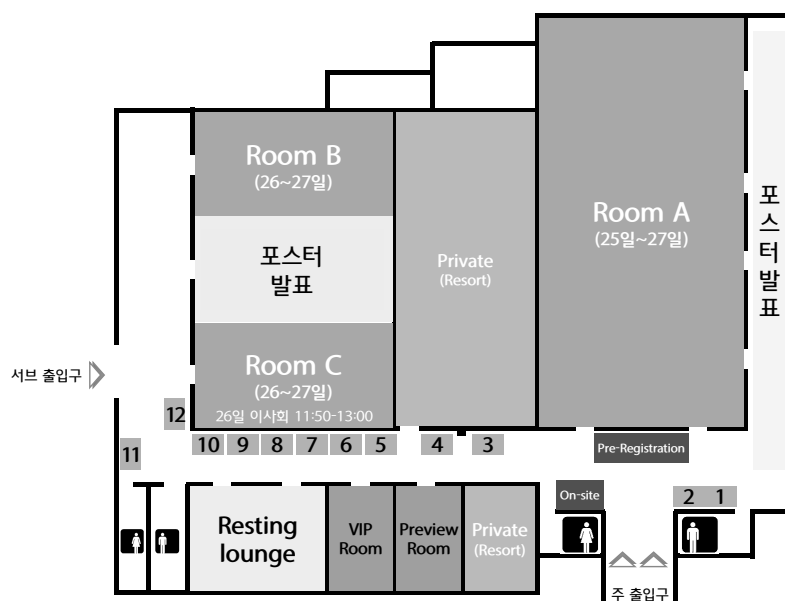 Room B
(26~27일)
포스터
발표
Room C
(26~27일)
26일 이사회 11:50-13:00
Private
(Resort)
Room A
(25일~27일)
포
스
터
발
표
서브 출입구
12
11
10 9 8 7 6 5 4 3
Pre-Registration
On-site
2 1
Resting
lounge
VIP
Room
Preview
Room
Private
(Resort)
주 출입구